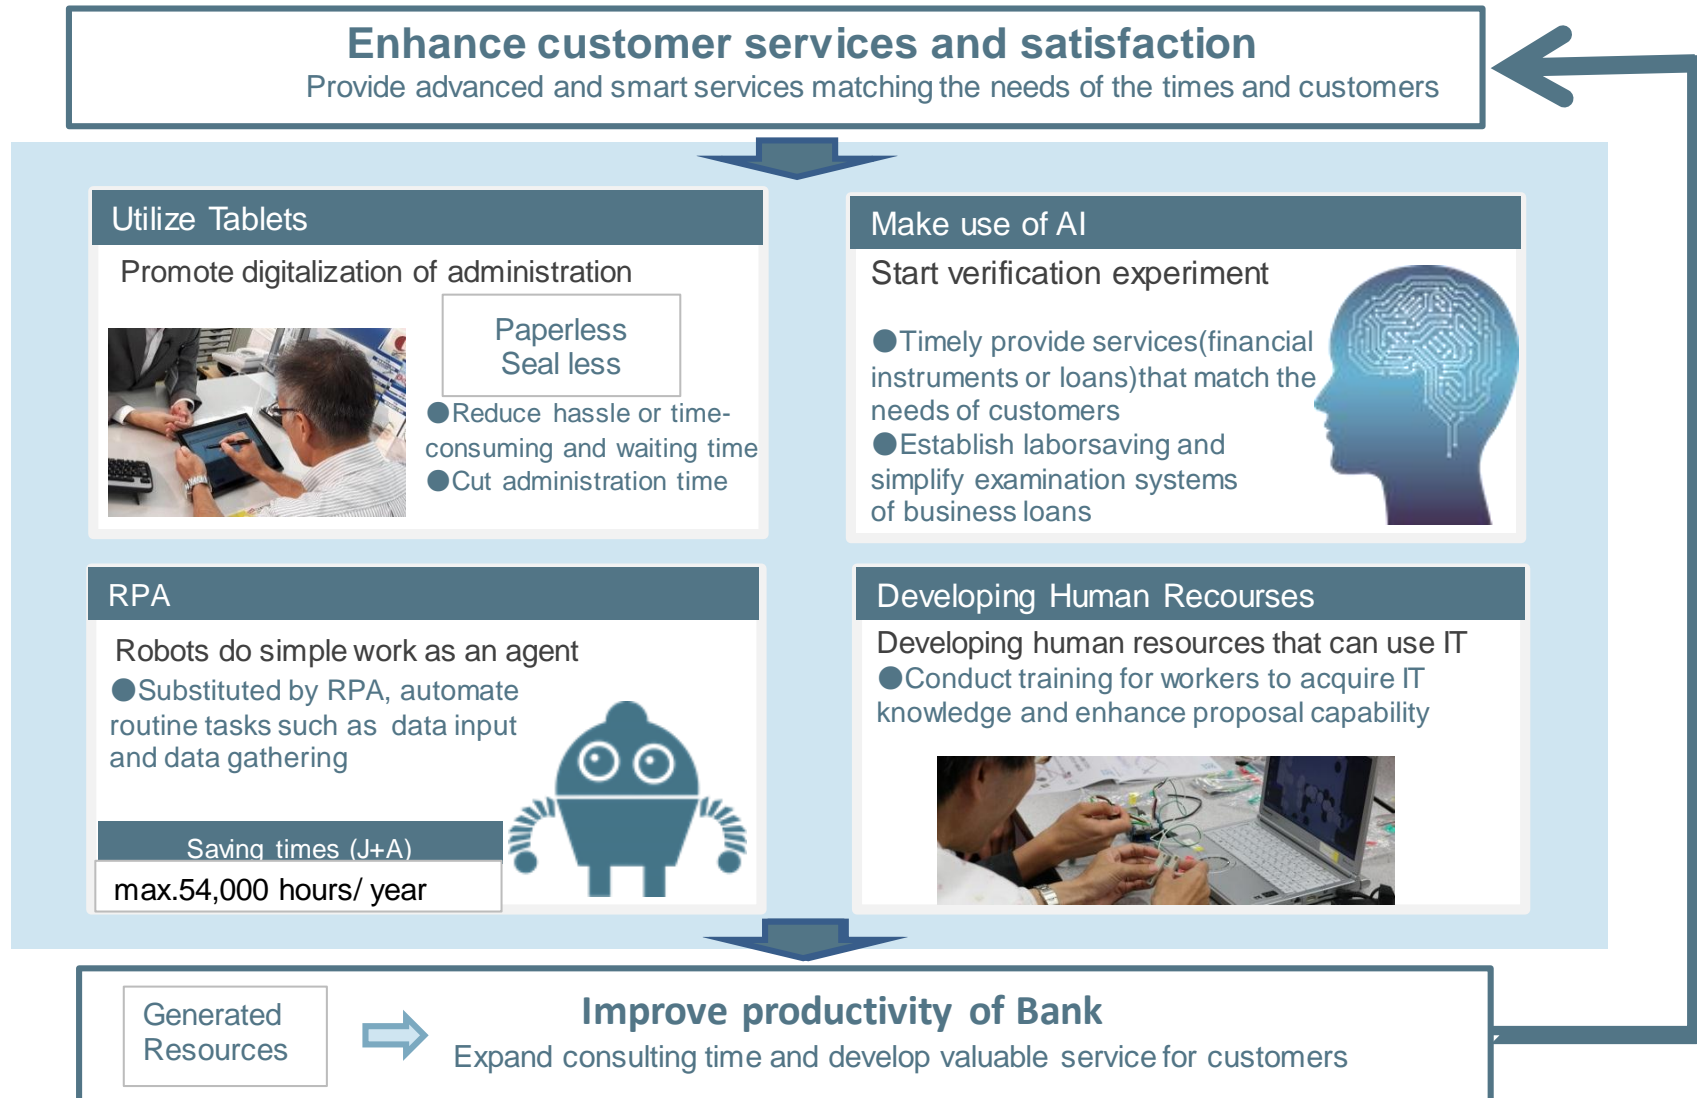 Enhance customer services and satisfaction
Provide advanced and smart services matching the needs of the times and customers
Utilize Tablets
Promote digitalization of administration
Paperless
Seal less
●Reduce hassle or time-
consuming and waiting time
●Cut administration time
Make use of AI
Start verification experiment
●Timely provide services(financial
instruments or loans)that match the
needs of customers
●Establish laborsaving and
simplify examination systems
of business loans
RPA
Robots do simple work as an agent
●Substituted by RPA, automate
routine tasks such as data input
and data gathering
Saving times (J+A)
max.54,000 hours/ year
Developing Human Recourses
Developing human resources that can use IT
●Conduct training for workers to acquire IT
knowledge and enhance proposal capability
Generated
Resources
Improve productivity of Bank
Expand consulting time and develop valuable service for customers